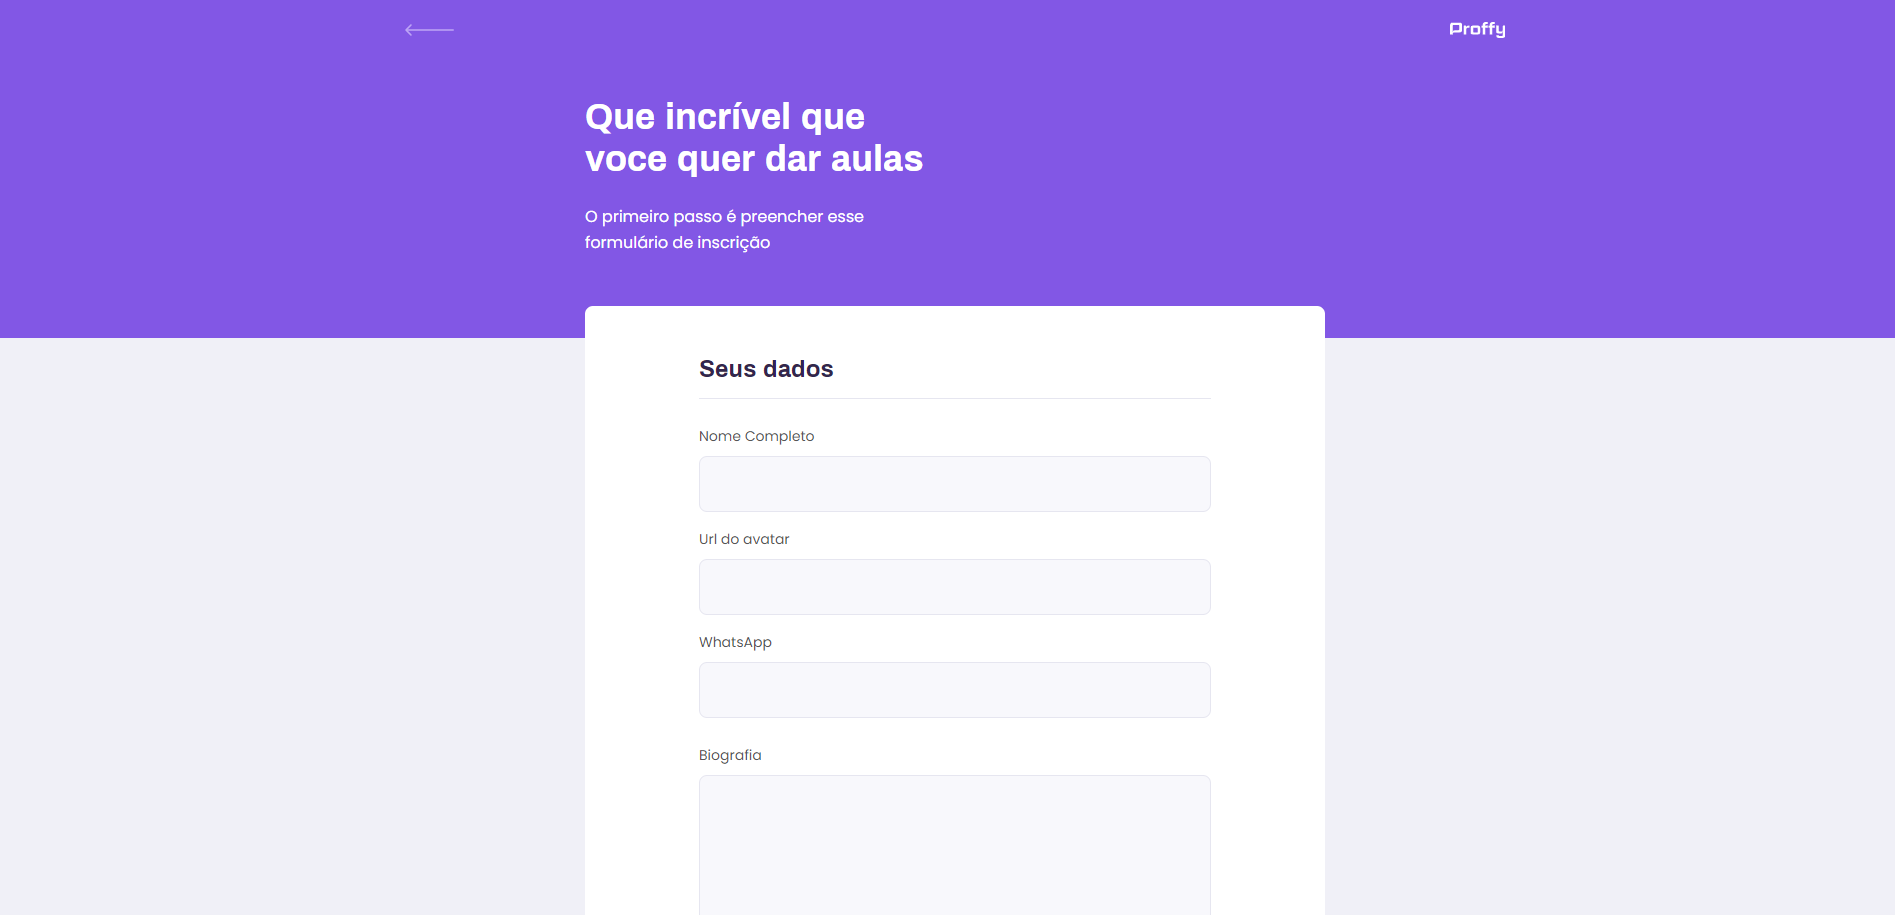 Proffy
Que incrível que
voce quer dar aulas
O primeiro passo é preencher esse
formulário de inscrição
Seus dados
Nome Completo
Url do avatar
WhatsApp
Biografia